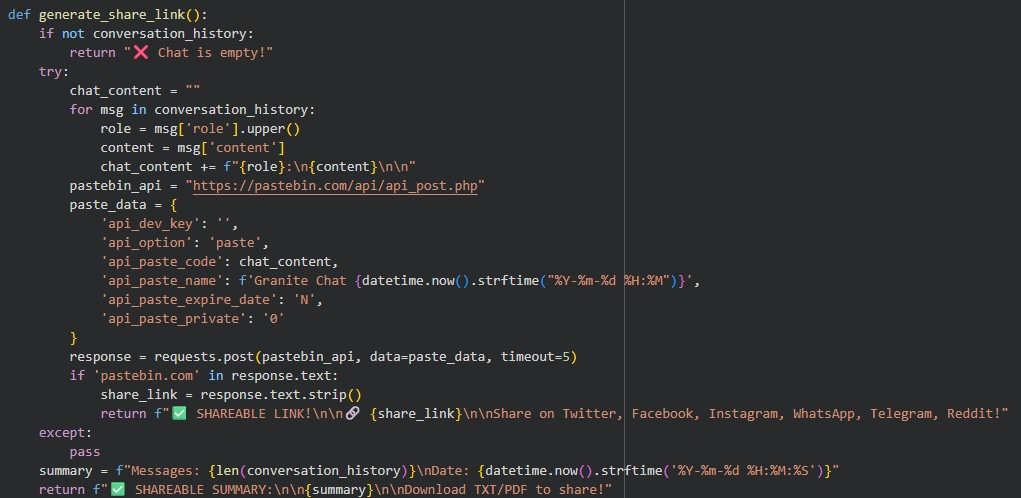 def generate_share_link():
    if not conversation_history:
        return "❌ Chat is empty!"
    try:
        chat_content = ""
        for msg in conversation_history:
            role = msg['role'].upper()
            content = msg['content']
            chat_content += f"{role}:\n{content}\n\n"
        pastebin_api = "https://pastebin.com/api/api_post.php"
        paste_data = {
            'api_dev_key': '',
            'api_option': 'paste',
            'api_paste_code': chat_content,
            'api_paste_name': f'Granite Chat {datetime.now().strftime("%Y-%m-%d %H:%M")}',
            'api_paste_expire_date': 'N',
            'api_paste_private': '0'
        }
        response = requests.post(pastebin_api, data=paste_data, timeout=5)
        if 'pastebin.com' in response.text:
            share_link = response.text.strip()
            return f"✅ SHAREABLE LINK!\n\n🔗 {share_link}\n\nShare on Twitter, Facebook, Instagram, WhatsApp, Telegram, Reddit!"
    except:
        pass
    summary = f"Messages: {len(conversation_history)}\nDate: {datetime.now().strftime('%Y-%m-%d %H:%M:%S')}"
    return f"✅ SHAREABLE SUMMARY:\n\n{summary}\n\nDownload TXT/PDF to share!"